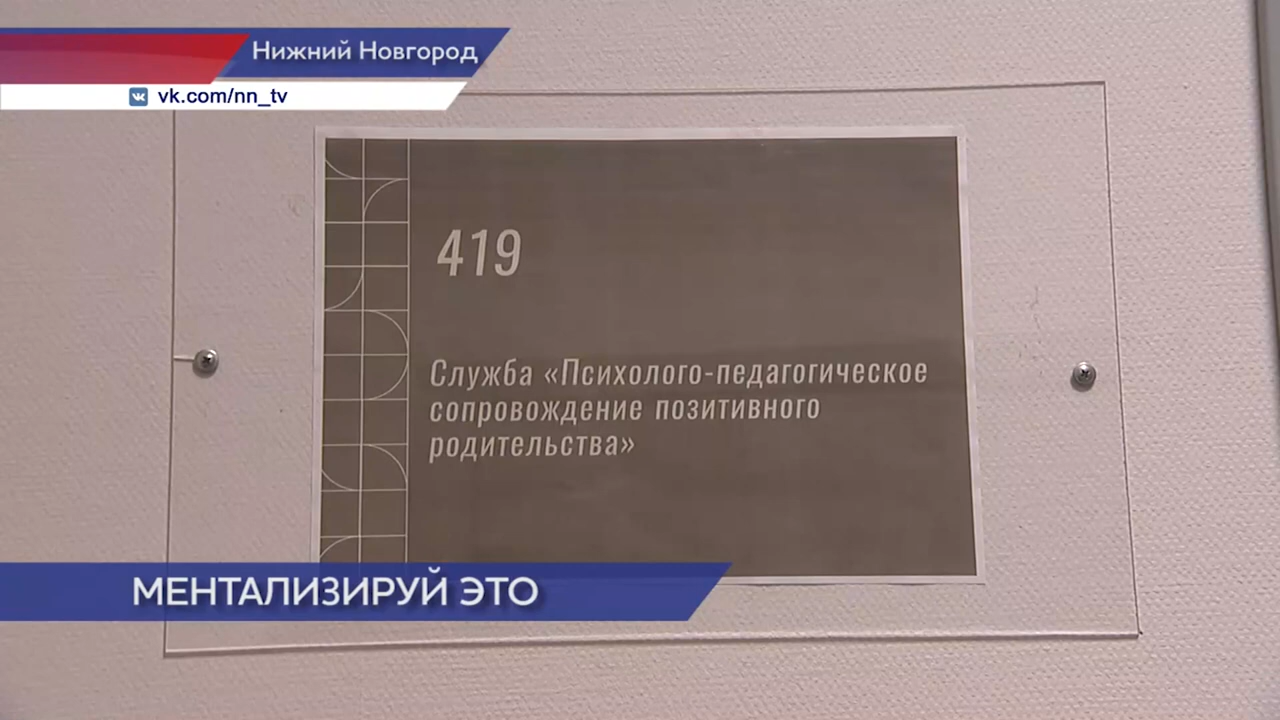 Нижний Новгород
vk.com/nn_tv
419
Служба «Психолого-педагогическое
сопровождение позитивного
родительства»
МЕНТАЛИЗИРУЙ ЭТО